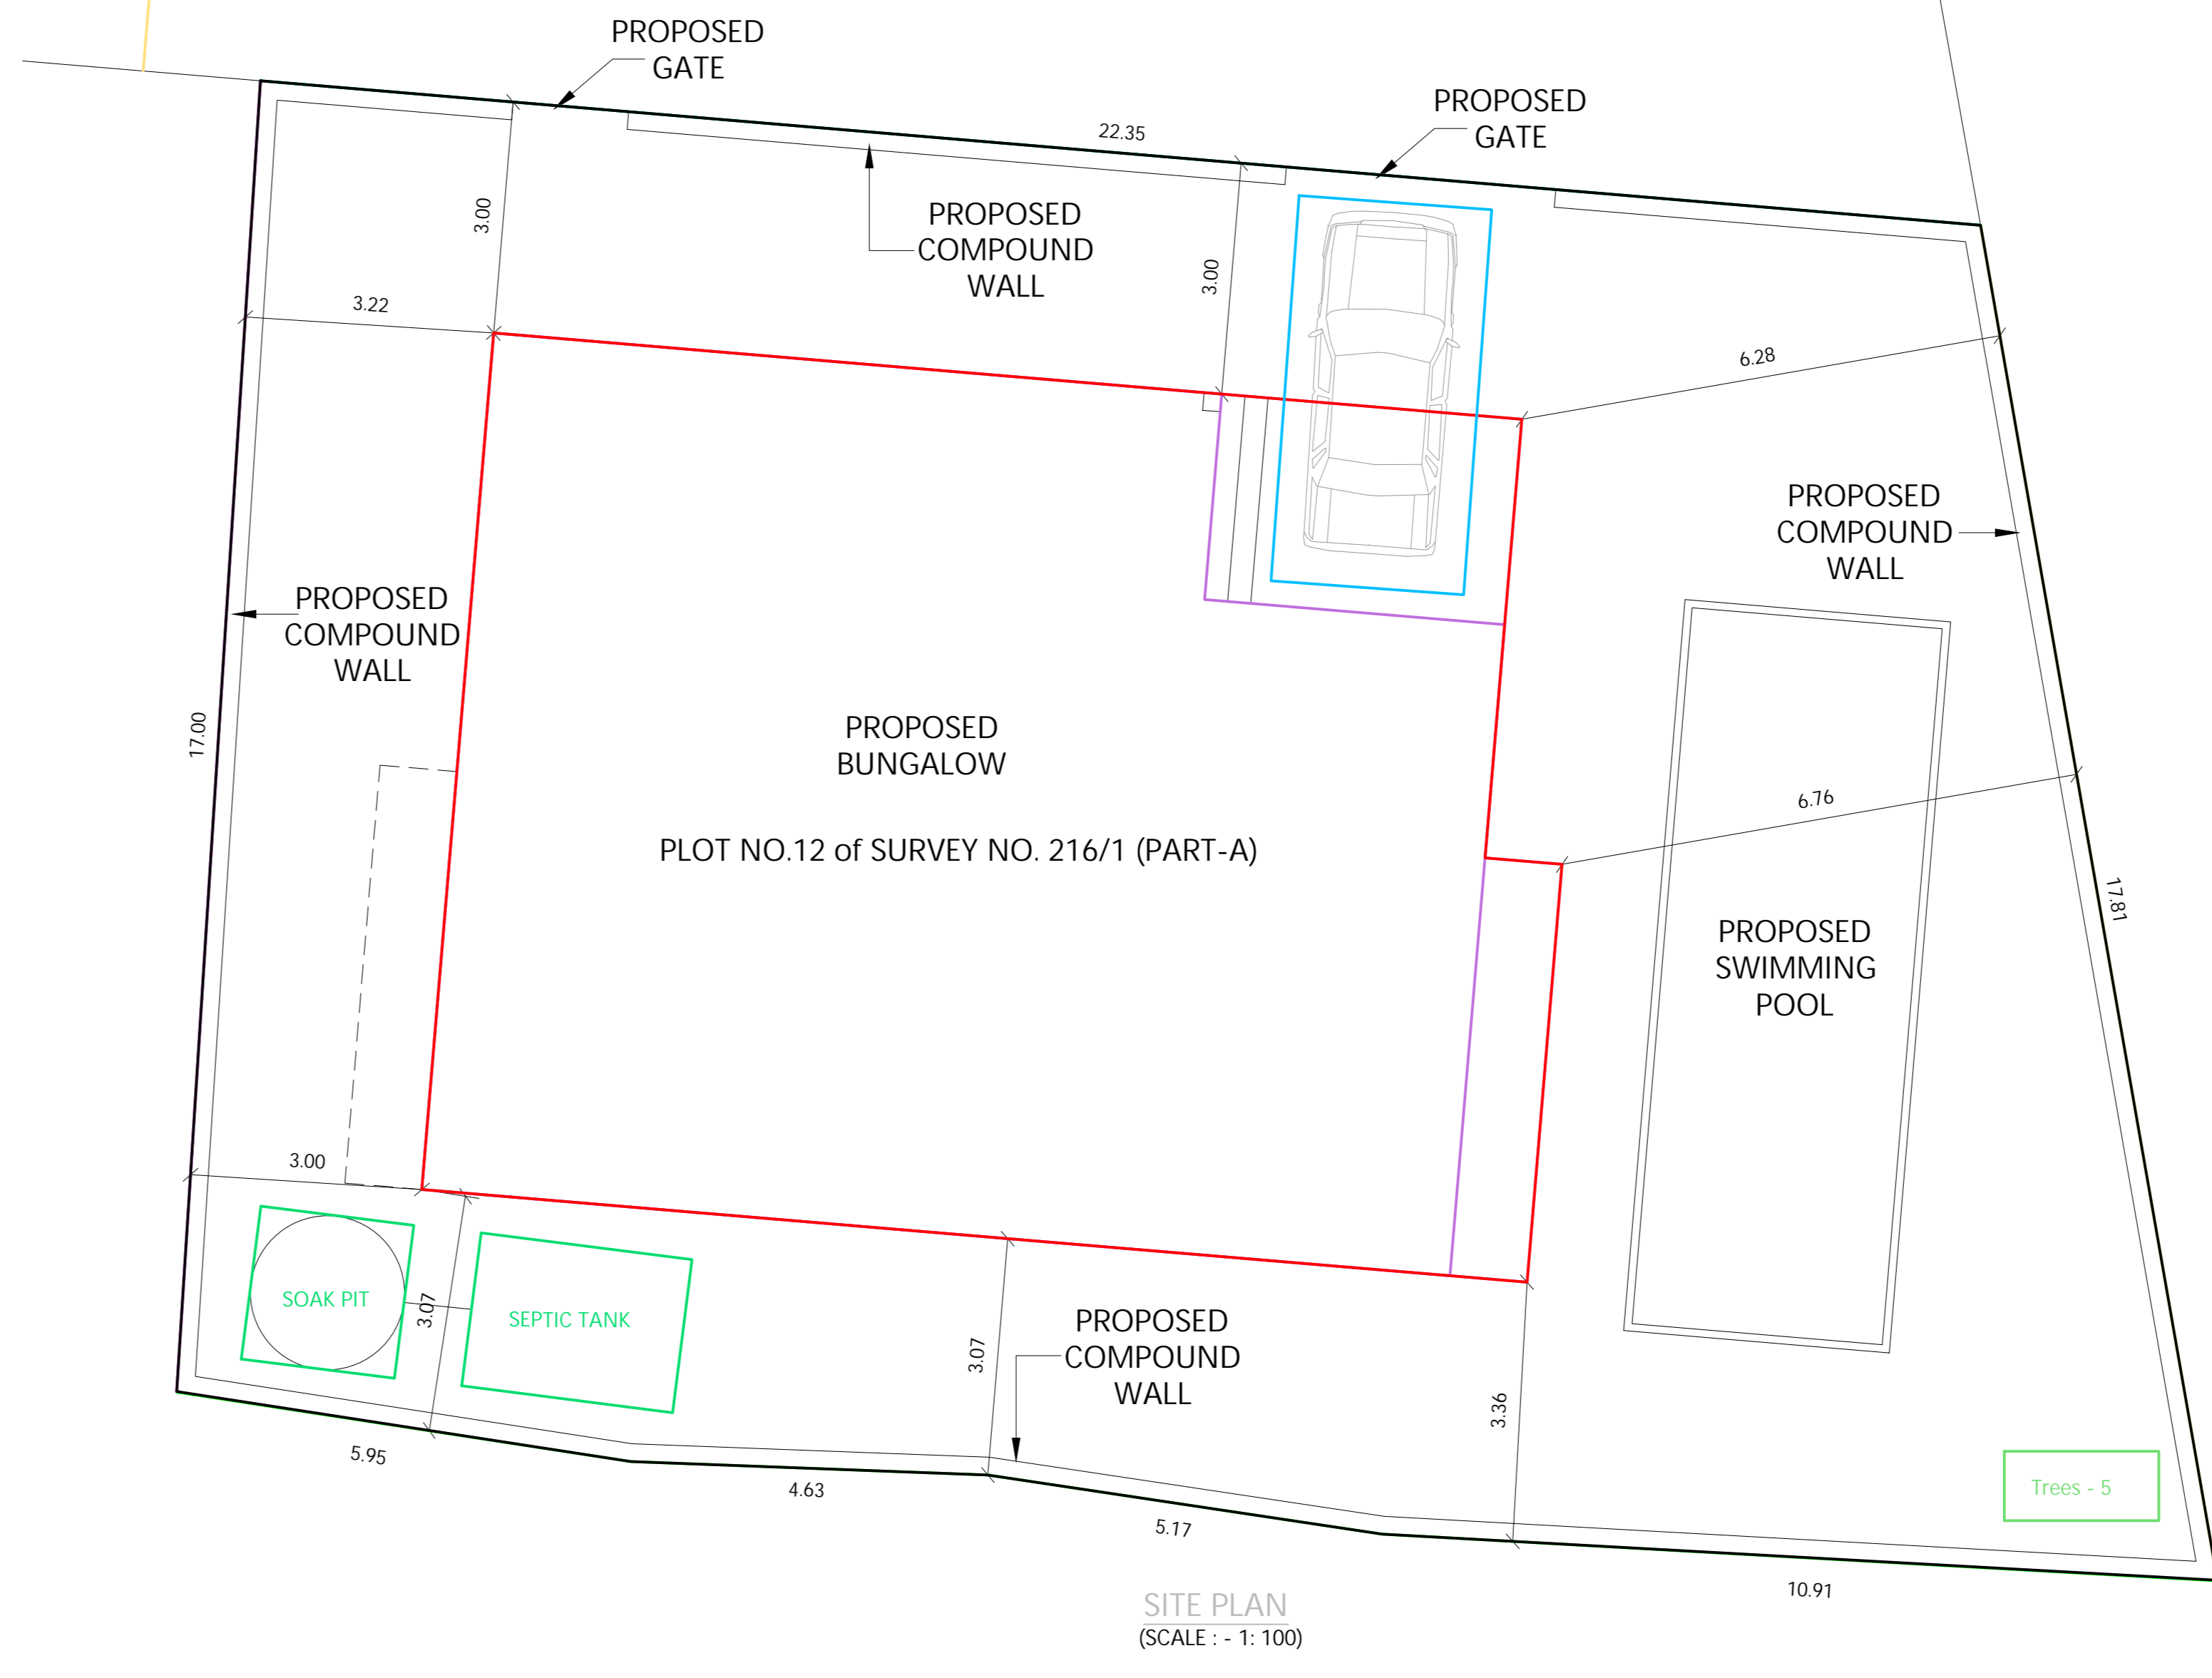 PROPOSED
GATE
22.35
PROPOSED
GATE
3.00
PROPOSED
COMPOUND
WALL
3.00
3.22
6.28
PROPOSED
COMPOUND
WALL
PROPOSED
COMPOUND
WALL
17.00
PROPOSED
BUNGALOW
PLOT NO.12 of SURVEY NO. 216/1 (PART-A)
6.76
17.81
PROPOSED
SWIMMING
POOL
3.00
SOAK PIT
3.07
SEPTIC TANK
3.07
PROPOSED
COMPOUND
WALL
3.36
5.95
4.63
5.17
Trees - 5
10.91
SITE PLAN
(SCALE : - 1: 100)